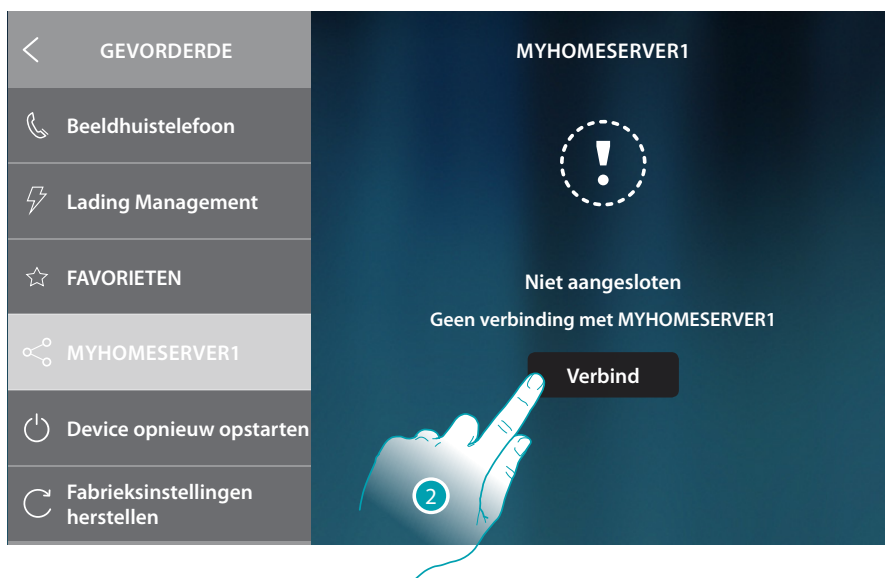 GEVORDERDE
Beeldhuistelefoon
Lading Management
FAVORIETEN
MYHOMESERVER1
Device opnieuw opstarten
Fabrieksinstellingen
herstellen
MYHOMESERVER1
!
Niet aangesloten
Geen verbinding met MYHOMESERVER1
Verbind
2